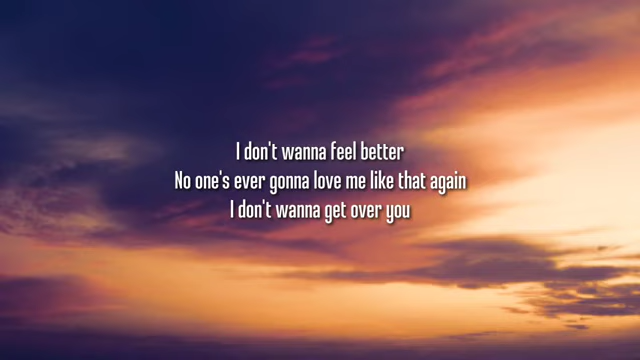 I don't wanna feel better
No one's ever gonna love me like that again
I don't wanna get over you